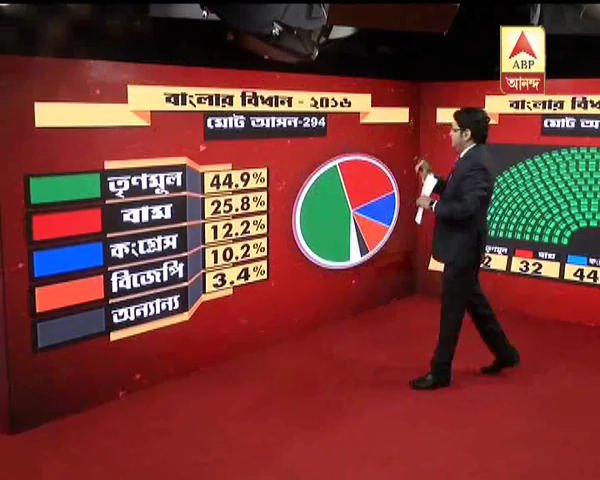 ABP
আনন্দ
বাংলার বিধান - ২০১৬
মোট আসন-294
তৃণমূল 44.9%
বাম 25.8%
কংগ্রেস 12.2%
বিজেপি 10.2%
অন্যান্য 3.4%
বাংলার
মোট
তৃণমূল
বাম
32
44